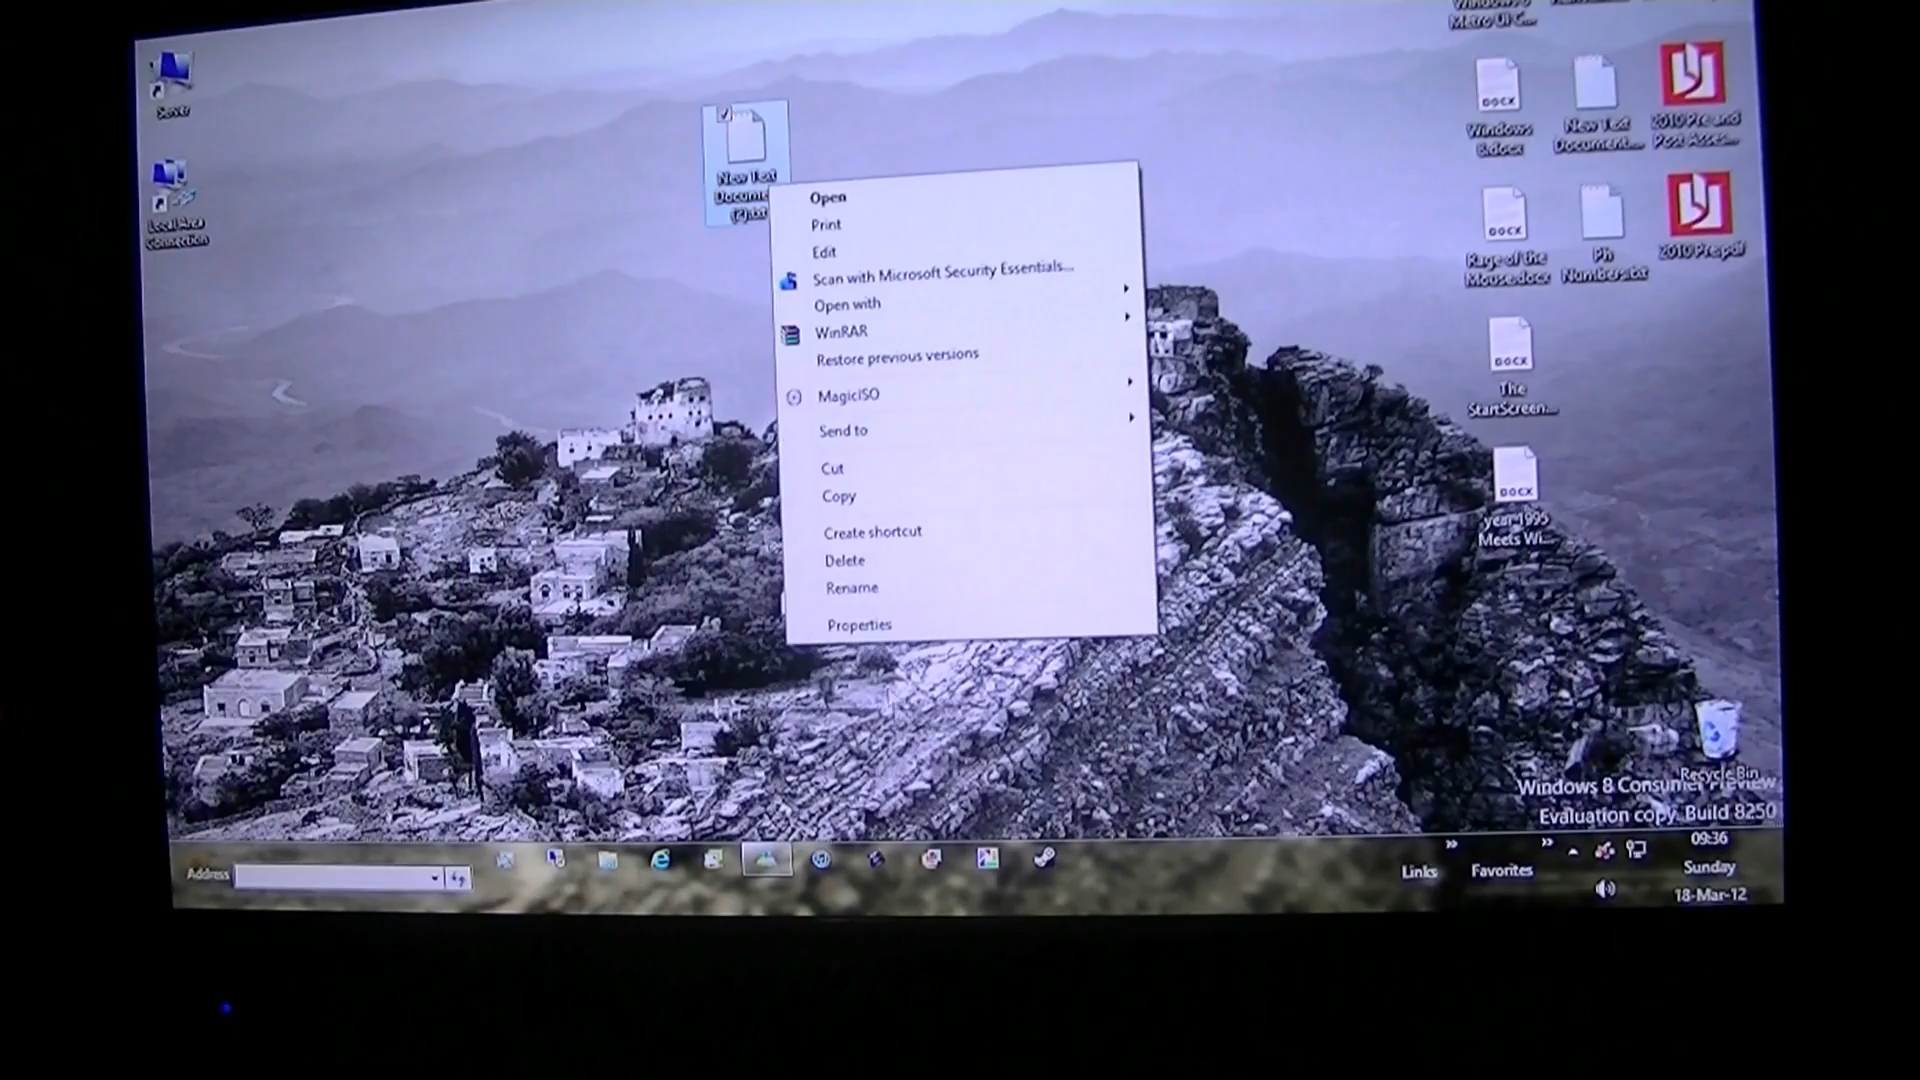 Server
Local Area
Connection
New Text
Docume
(2).txt
Open
Print
Edit
Scan with Microsoft Security Essentials...
Open with
WinRAR
Restore previous versions
MagicISO
Send to
Cut
Copy
Create shortcut
Delete
Rename
Properties
Metro UI C...
DOCX
Windows
8.docx
New Text
Document....
2010 Pre and
Post Asses...
DOCX
Rage of the
Mouse.docx
Ph
Numbers.txt
2010 Pre.pdf
DOCX
The
StartScreen...
DOCX
year 1995
Meets Wi...
Recycle Bin
Windows 8 Consumer Preview
Evaluation copy. Build 8250
Address
Links
Favorites
09:36
Sunday
18-Mar-12